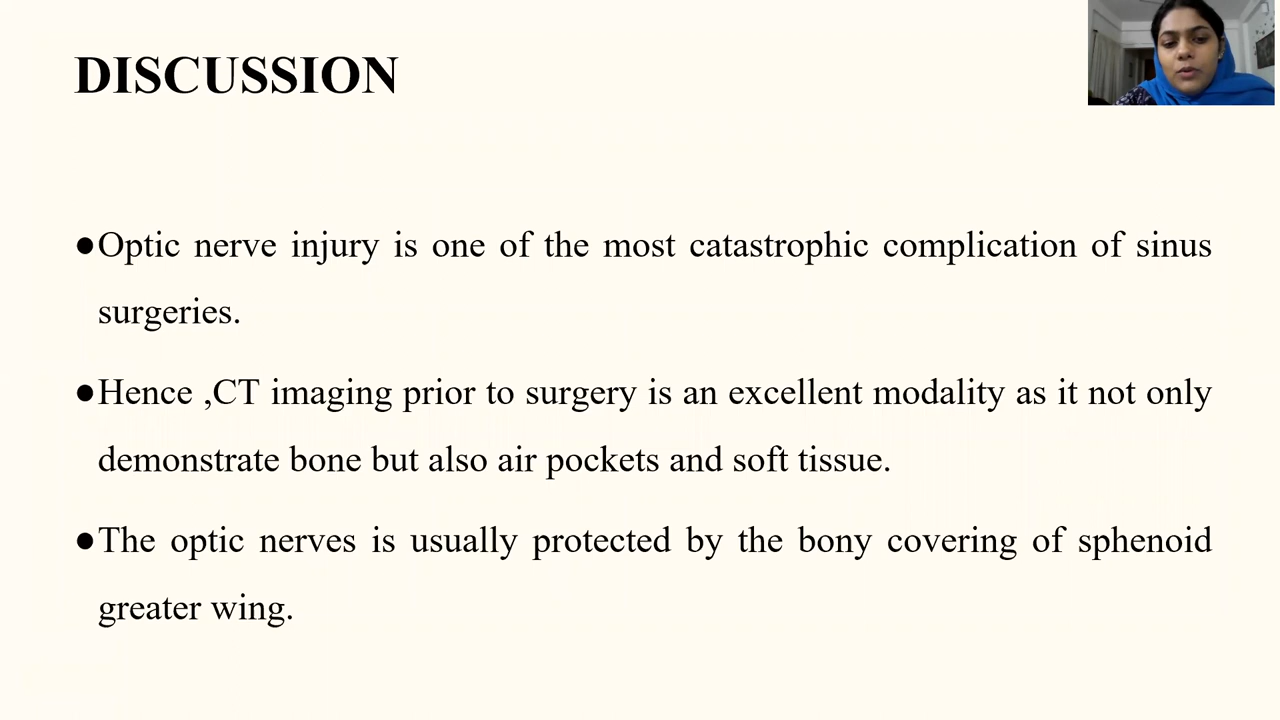 DISCUSSION
●Optic nerve injury is one of the most catastrophic complication of sinus
surgeries.
●Hence ,CT imaging prior to surgery is an excellent modality as it not only
demonstrate bone but also air pockets and soft tissue.
●The optic nerves is usually protected by the bony covering of sphenoid
greater wing.